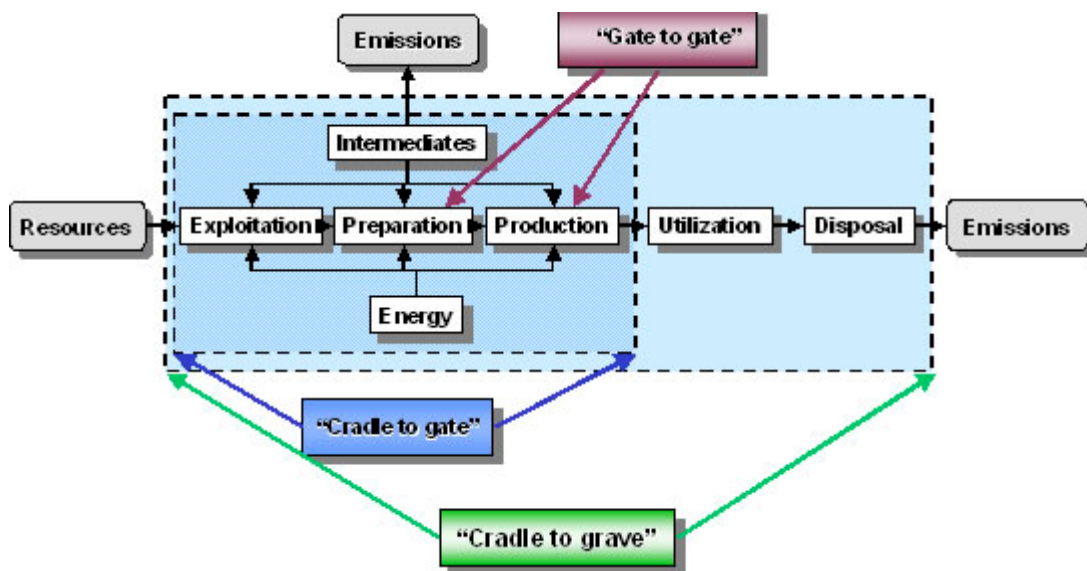 Emissions
“Gate to gate”
Intermediates
Resources
Exploitation
Preparation
Production
Utilization
Disposal
Emissions
Energy
“Cradle to gate”
“Cradle to grave”